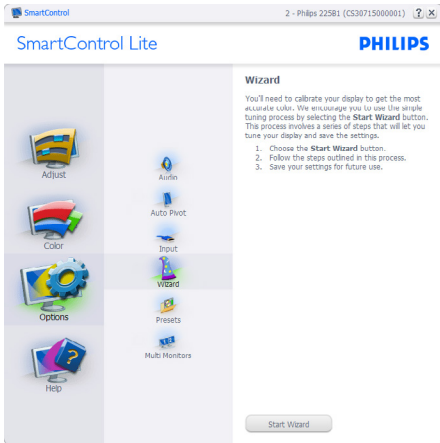 SmartControl
2 - Philips 225B1 (CS30715000001)
?
X
SmartControl Lite
PHILIPS
Adjust
Color
Options
Help
Audio
Auto Pivot
Input
Wizard
Presets
Multi Monitors
Wizard
You'll need to calibrate your display to get the most
accurate color. We encourage you to use the simple
tuning process by selecting the Start Wizard button.
This process involves a series of steps that will let you
tune your display and save the settings.
1. Choose the Start Wizard button.
2. Follow the steps outlined in this process.
3. Save your settings for future use.
Start Wizard